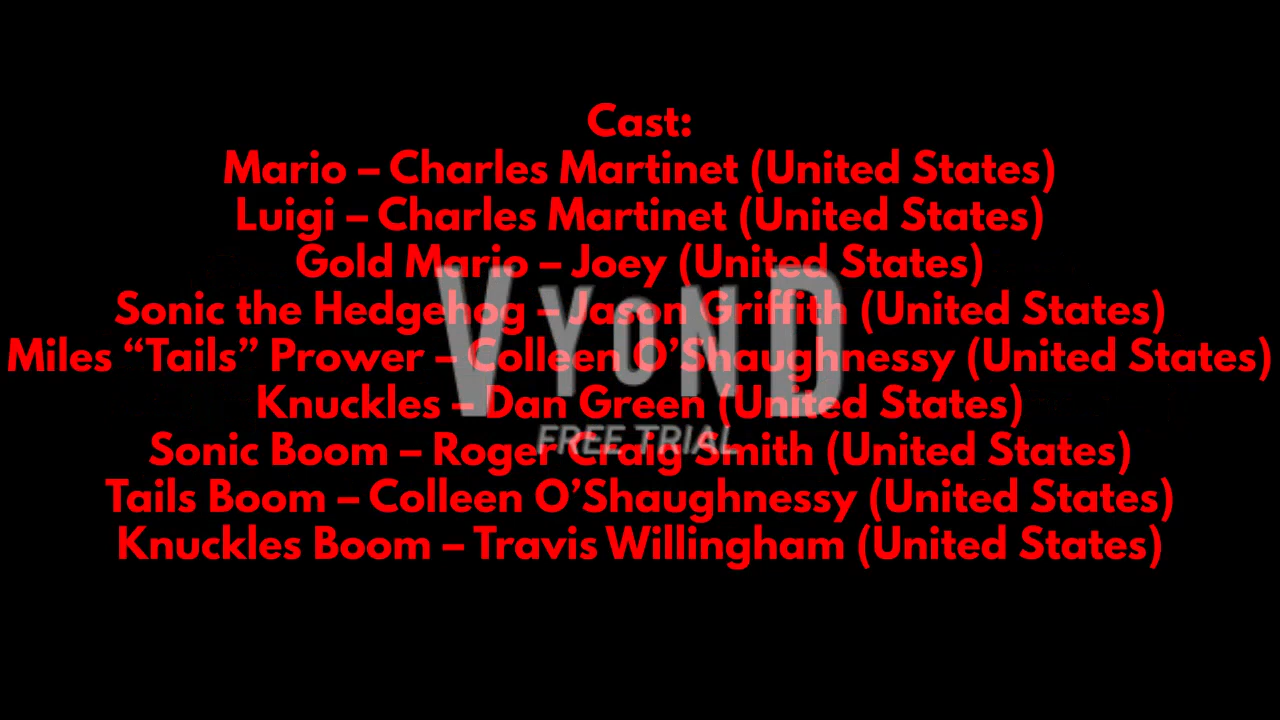 Cast:
Mario – Charles Martinet (United States)
Luigi – Charles Martinet (United States)
Gold Mario – Joey (United States)
Sonic the Hedgehog – Jason Griffith (United States)
Miles “Tails” Prower – Colleen O’Shaughnessy (United States)
Knuckles – Dan Green (United States)
Sonic Boom – Roger Craig Smith (United States)
Tails Boom – Colleen O’Shaughnessy (United States)
Knuckles Boom – Travis Willingham (United States)
VYOND
FREE TRIAL